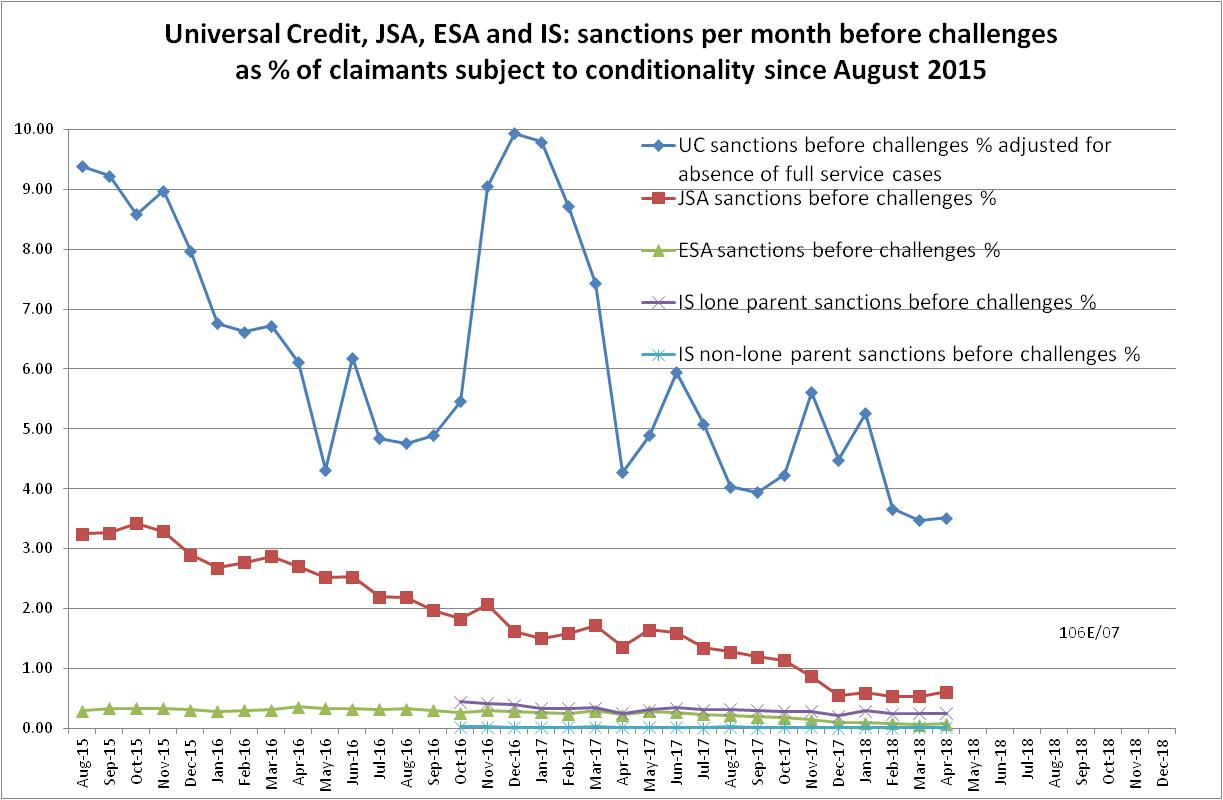 Universal Credit, JSA, ESA and IS: sanctions per month before challenges
as % of claimants subject to conditionality since August 2015
10.00
9.00
8.00
7.00
6.00
5.00
4.00
3.00
2.00
1.00
0.00
UC sanctions before challenges % adjusted for
absence of full service cases
JSA sanctions before challenges %
ESA sanctions before challenges %
IS lone parent sanctions before challenges %
IS non-lone parent sanctions before challenges %
106E/07
Aug-15
Sep-15
Oct-15
Nov-15
Dec-15
Jan-16
Feb-16
Mar-16
Apr-16
May-16
Jun-16
Jul-16
Aug-16
Sep-16
Oct-16
Nov-16
Dec-16
Jan-17
Feb-17
Mar-17
Apr-17
May-17
Jun-17
Jul-17
Aug-17
Sep-17
Oct-17
Nov-17
Dec-17
Jan-18
Feb-18
Mar-18
Apr-18
May-18
Jun-18
Jul-18
Aug-18
Sep-18
Oct-18
Nov-18
Dec-18